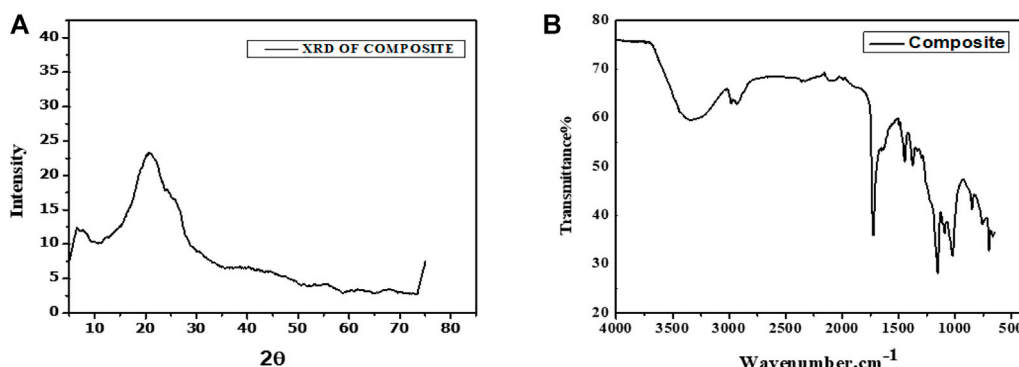 A
XRD OF COMPOSITE
40
35
30
25
20
15
10
5
0
Intensity
10 20 30 40 50 60 70 80
2θ
B
Composite
80
70
60
50
40
30
20
Transmittance%
4000 3500 3000 2500 2000 1500 1000 500
Wavenumber.cm-1